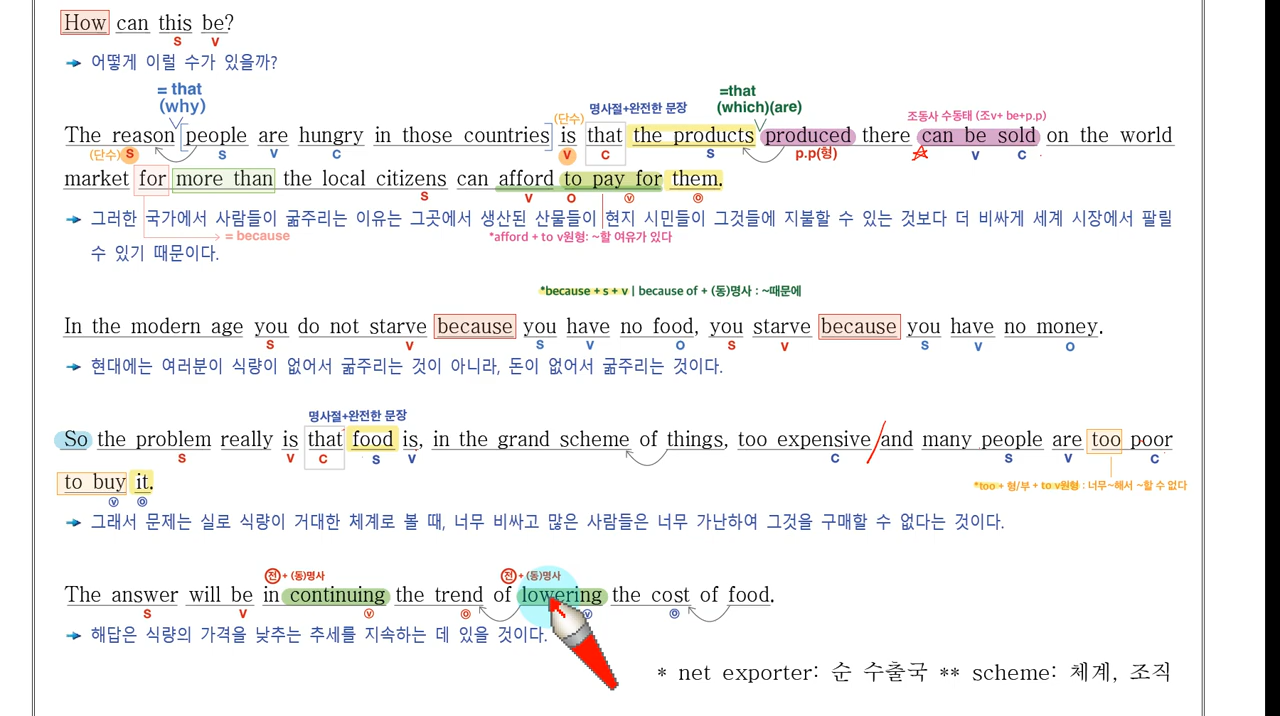 How can this be?
S V
➔ 어떻게 이럴 수가 있을까?
= that
(why)
=that
(which)(are)
(단수)
명사절+완전한 문장
조동사 수동태 (조v+ be+p.p)
The reason people are hungry in those countries] is that the products produced there can be sold on the world
(단수) S S V C V C S p.p(형) V C
market for more than the local citizens can afford to pay for them.
S V O ⓥ ⓞ
➔ 그러한 국가에서 사람들이 굶주리는 이유는 그곳에서 생산된 산물들이 현지 시민들이 그것들에 지불할 수 있는 것보다 더 비싸게 세계 시장에서 팔릴
= because
*afford + to v원형: ~할 여유가 있다
수 있기 때문이다.
*because + s + v | because of + (동)명사 : ~때문에
In the modern age you do not starve because you have no food, you starve because you have no money.
S V S V O S V S V O
➔ 현대에는 여러분이 식량이 없어서 굶주리는 것이 아니라, 돈이 없어서 굶주리는 것이다.
명사절+완전한 문장
So the problem really is that food is, in the grand scheme of things, too expensive/and many people are too poor
S V C S V C S V C
to buy it.
ⓥ ⓞ
*too + 형/부 + to v원형 : 너무~해서 ~할 수 없다
➔ 그래서 문제는 실로 식량이 거대한 체계로 볼 때, 너무 비싸고 많은 사람들은 너무 가난하여 그것을 구매할 수 없다는 것이다.
전 + (동)명사 전 + (동)명사
The answer will be in continuing the trend of lowering the cost of food.
S V ⓥ ⓞ ⓥ ⓞ
➔ 해답은 식량의 가격을 낮추는 추세를 지속하는 데 있을 것이다.
* net exporter: 순 수출국 ** scheme: 체계, 조직